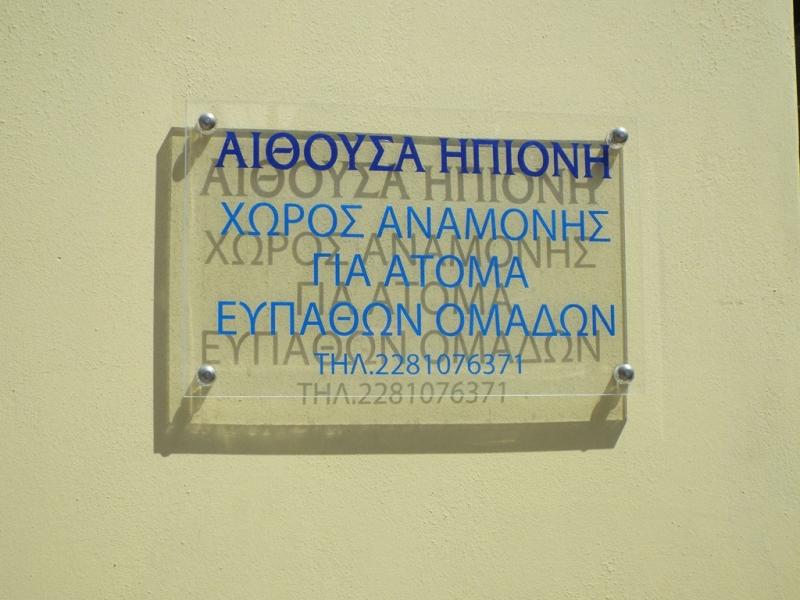 ΑΙΘΟΥΣΑ ΗΠΙΟΝΗ
ΧΩΡΟΣ ΑΝΑΜΟΝΗΣ
ΓΙΑ ΑΤΟΜΑ
ΕΥΠΑΘΩΝ ΟΜΑΔΩΝ
ΤΗΛ.2281076371